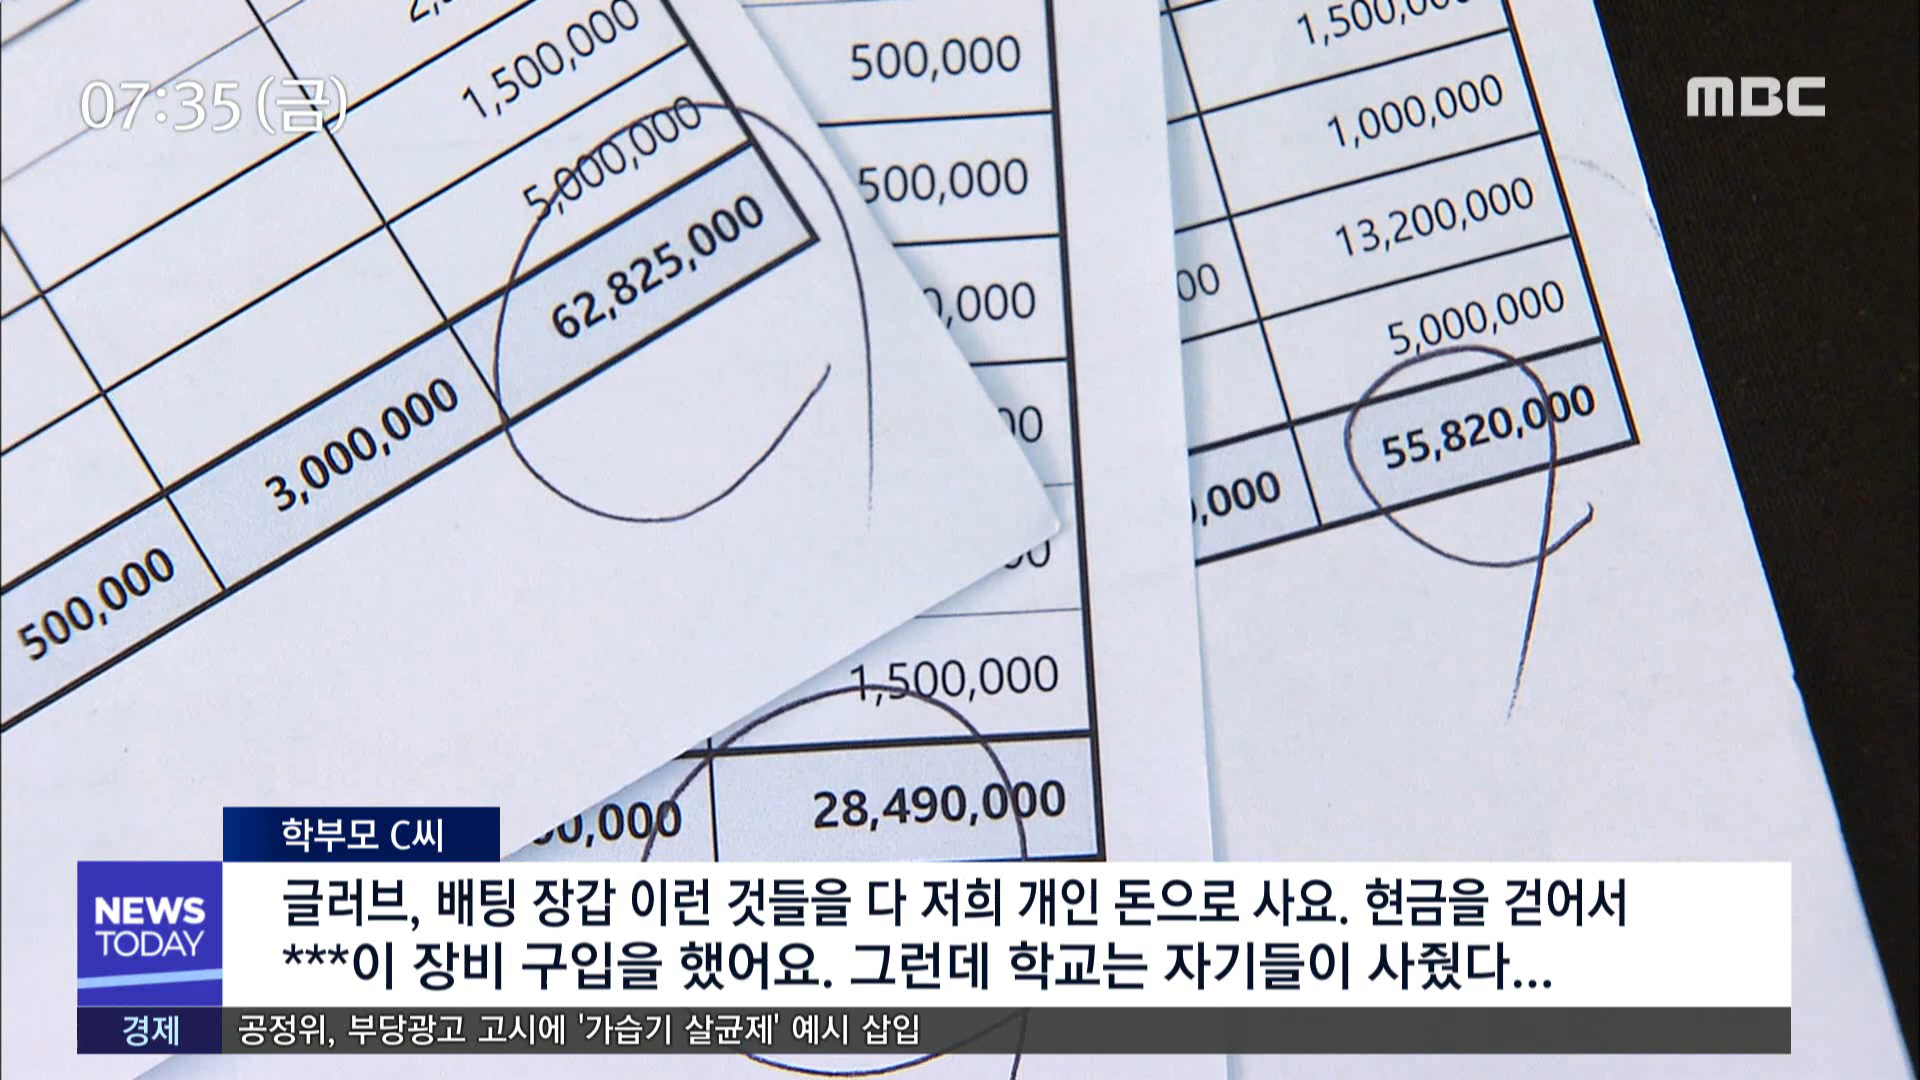 07:35 (금)
MBC
1,500,000
5,000,000
62,825,000
3,000,000
500,000
500,000
500,000
1,500,000
28,490,000
1,000,000
13,200,000
5,000,000
55,820,000
학부모 C씨
NEWS
TODAY
글러브, 배팅 장갑 이런 것들을 다 저희 개인 돈으로 사요. 현금을 걷어서
***이 장비 구입을 했어요. 그런데 학교는 자기들이 사줬다...
경제
공정위, 부당광고 고시에 '가습기 살균제' 예시 삽입